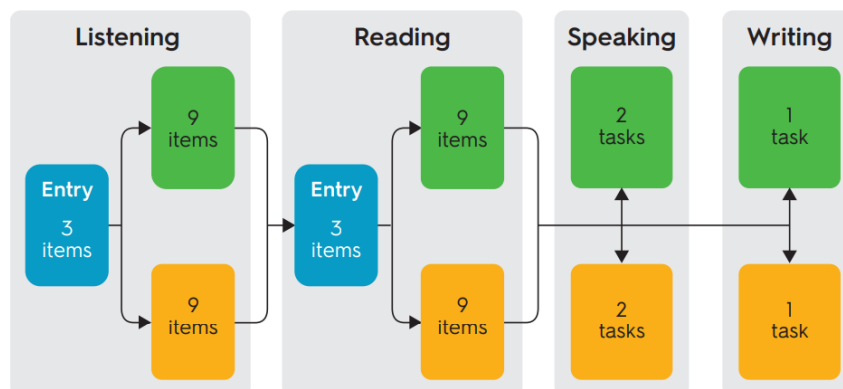 Listening
Reading
Speaking
Writing
9
items
9
items
2
tasks
1
task
Entry
3
items
Entry
3
items
9
items
9
items
2
tasks
1
task